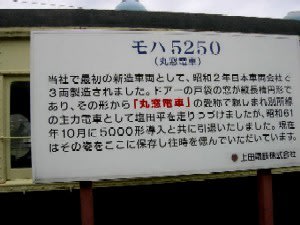 モハ5250
(丸窓電車)
当社で最初の新造車両として、昭和2年日本車両会社で
3両製造されました。ドアーの戸袋の窓が縦長楕円形で
あり、その形から「丸窓電車」の愛称で親しまれ別所線
の主力電車として塩田平を走りつづけましたが、昭和61
年10月に5000形導入と共に引退いたしました。現在
はその姿をここに保存し往時を偲んでいただいています。
上田電鉄株式会社